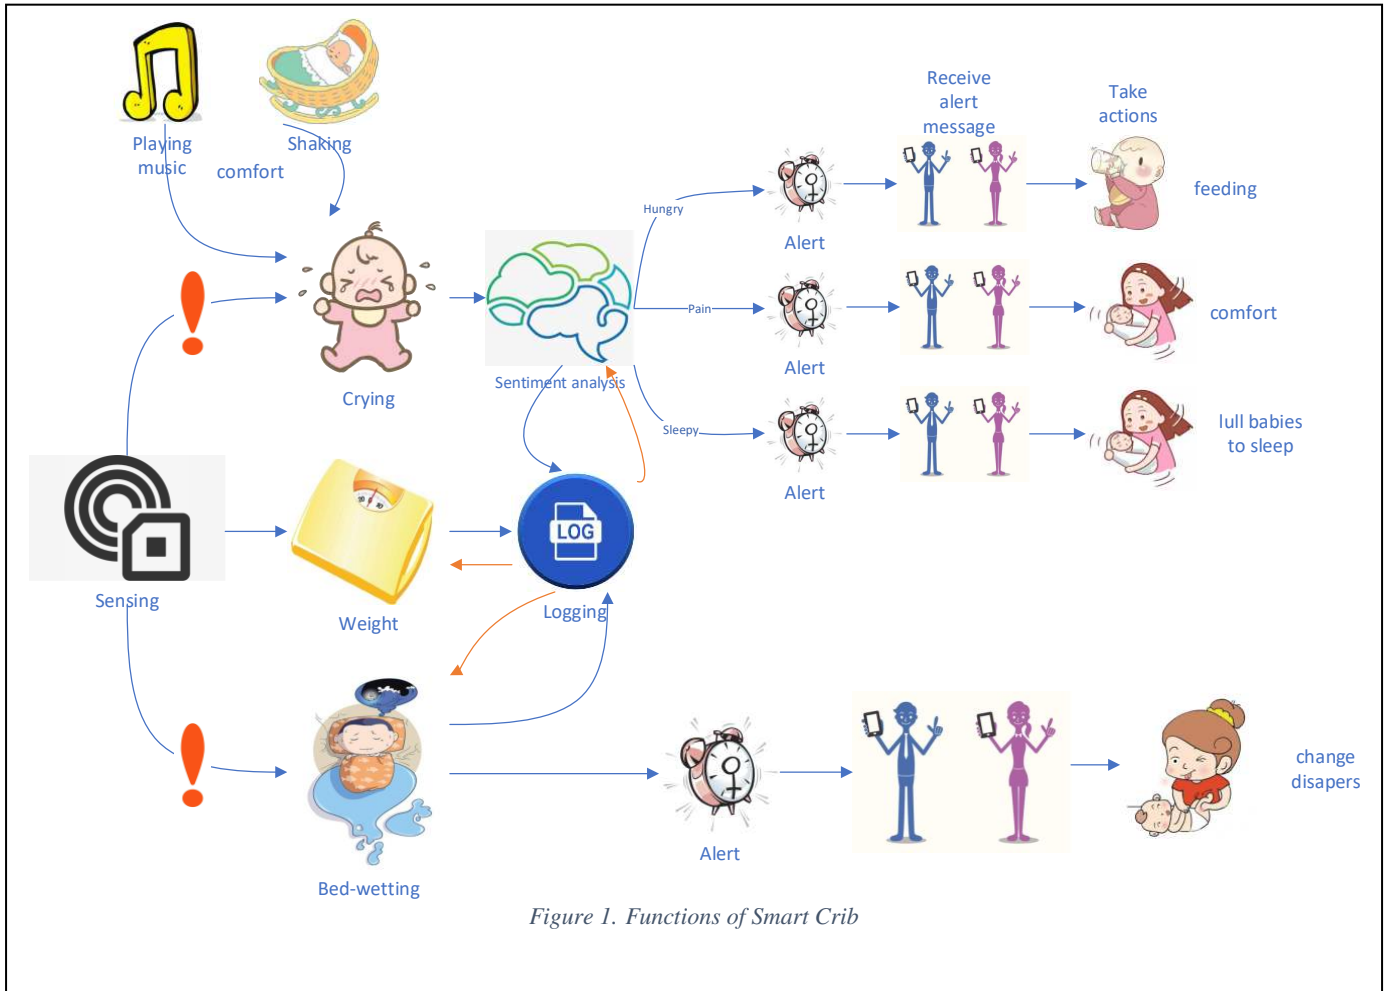 Playing
music
Shaking
comfort
Receive
alert
message
Take
actions
Hungry
Alert
feeding
Crying
Sentiment analysis
Pain
Alert
comfort
Sleepy
Alert
lull babies
to sleep
Sensing
Weight
LOG
Logging
Bed-wetting
Alert
change
disapers
Figure 1. Functions of Smart Crib